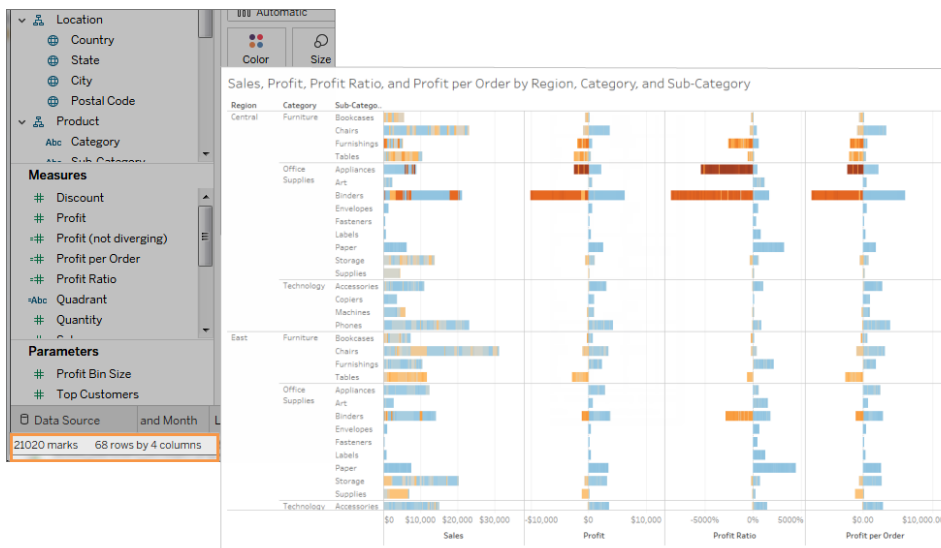 Automatic
Location
Country
State
City
Postal Code
Product
Abc Category
Abc Sub-Category
Color Size
Measures
Discount
Profit
Profit (not diverging)
Profit per Order
Profit Ratio
Abc Quadrant
Quantity
Parameters
Profit Bin Size
Top Customers
Data Source and Month
21020 marks 68 rows by 4 columns
Sales, Profit, Profit Ratio, and Profit per Order by Region, Category, and Sub-Category
Region Category Sub-Catego..
Central Furniture Bookcases
Chairs
Furnishings
Tables
Office Supplies Appliances
Art
Binders
Envelopes
Fasteners
Labels
Paper
Storage
Supplies
Technology Accessories
Copiers
Machines
Phones
East Furniture Bookcases
Chairs
Furnishings
Tables
Office Supplies Appliances
Art
Binders
Envelopes
Fasteners
Labels
Paper
Storage
Supplies
Technology Accessories
$0 $10,000 $20,000 $30,000 -$10,000 $0 $10,000 -5000% 0% 5000% $0.00 $10,000.00
Sales Profit Profit Ratio Profit per Order